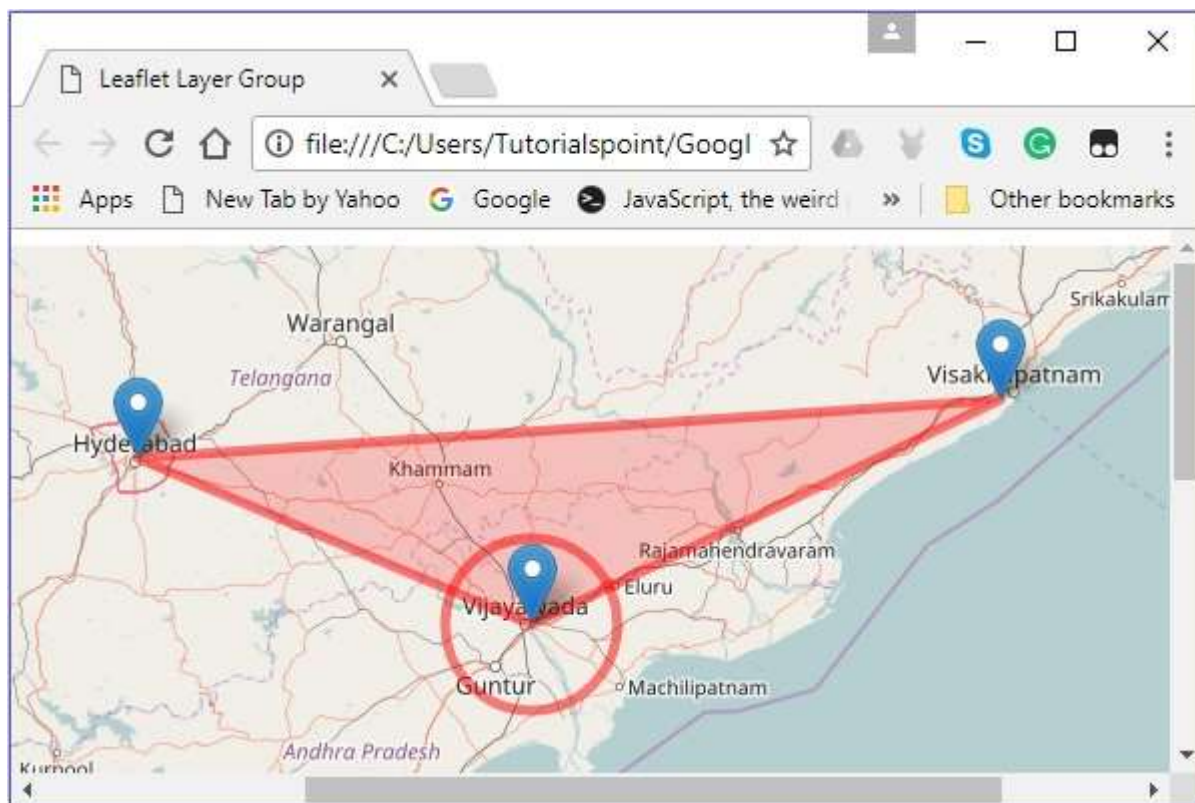 Leaflet Layer Group
file:///C:/Users/Tutorialspoint/Googl
Apps New Tab by Yahoo Google JavaScript, the weird » Other bookmarks
Srikakulam
Warangal
Visakhapatnam
Telangana
Hyderabad
Khammam
Rajamahendravaram
Eluru
Vijayawada
Guntur
Machilipatnam
Andhra Pradesh
Kurnool